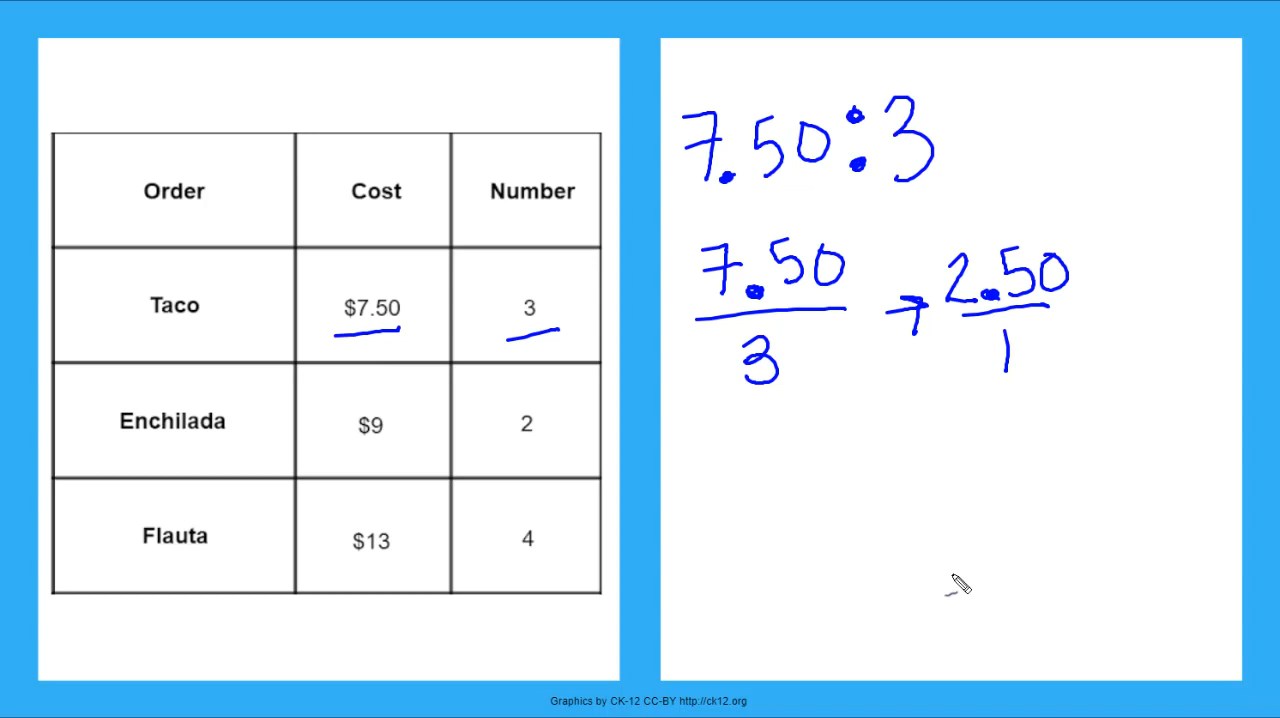 Order Cost Number
Taco $7.50 3
Enchilada $9 2
Flauta $13 4
7.50:3
7.50 → 2.50
3 1
Graphics by CK-12 CC-BY http://ck12.org